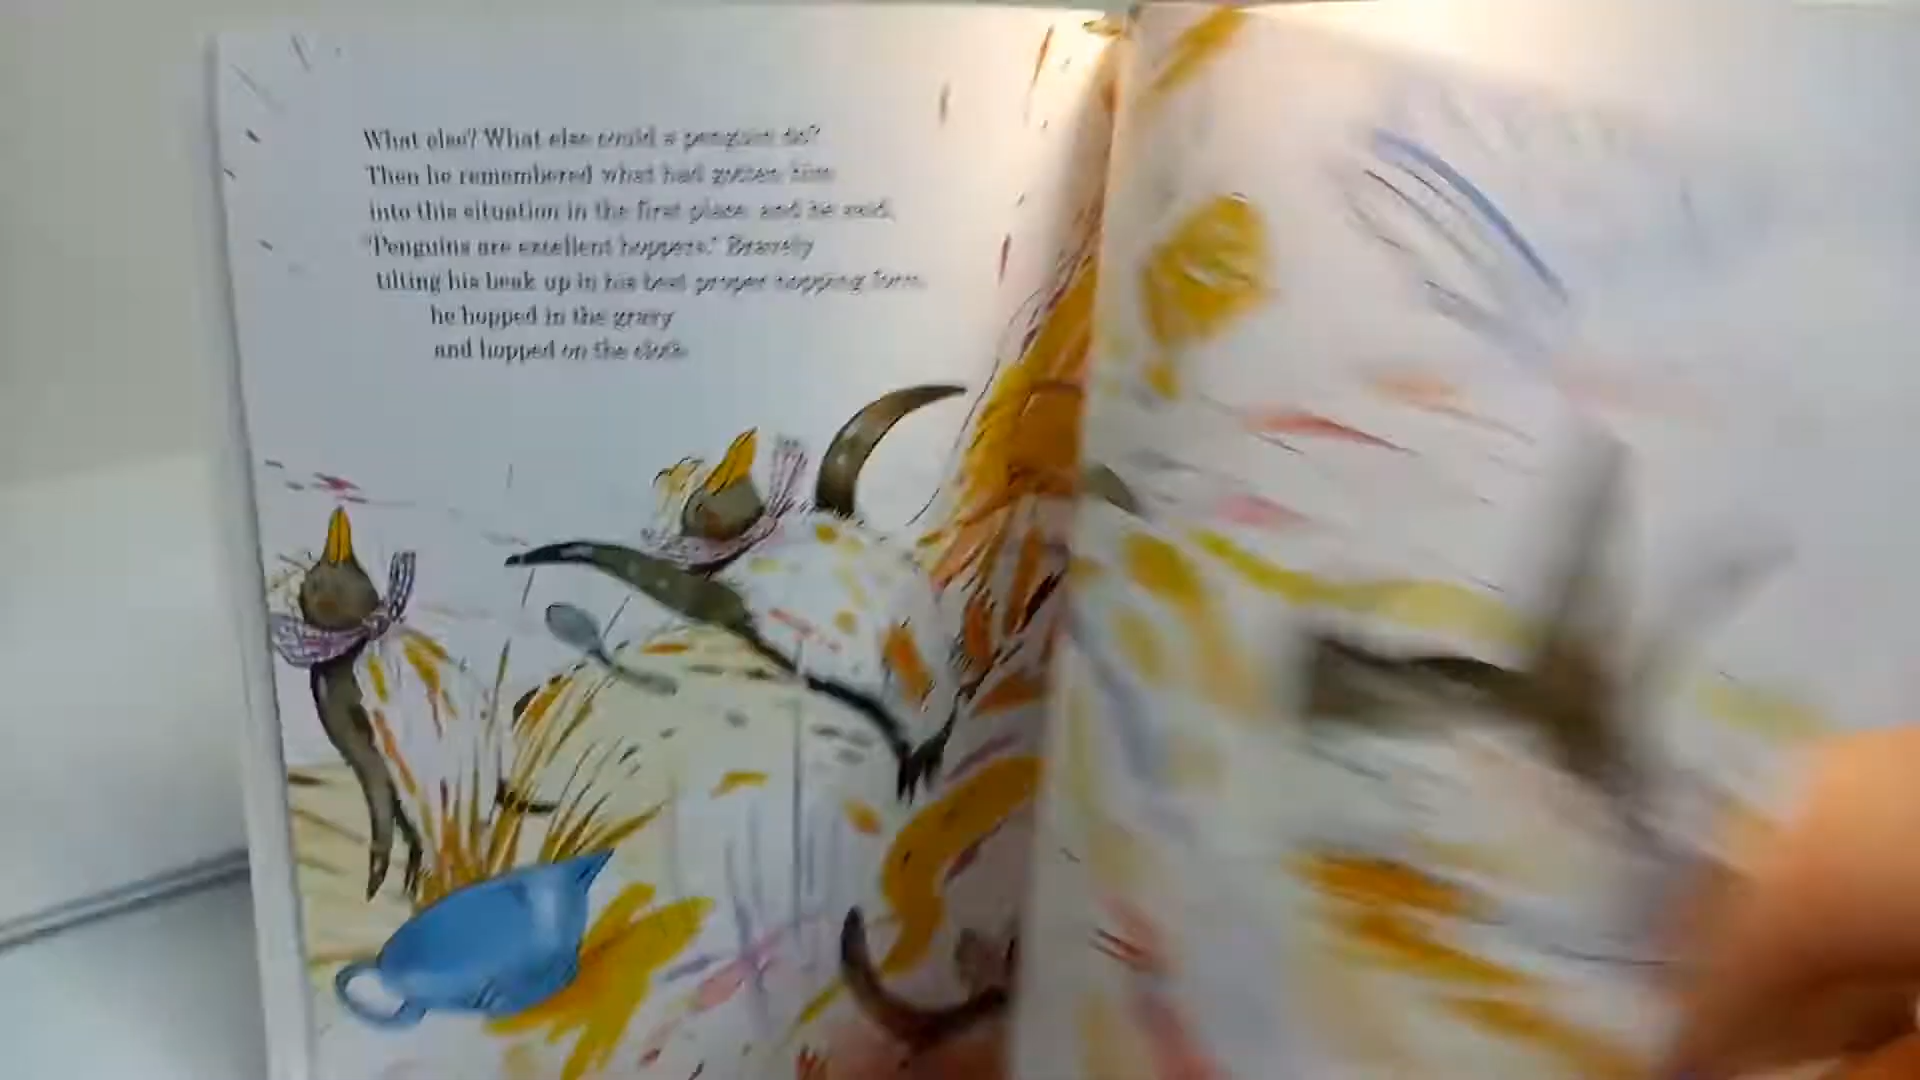 What else? What else could a penguin do?
Then he remembered what had gotten him
into this situation in the first place, and he said,
"Penguins are excellent hoppers." Bravely
tilting his beak up in his best proper hopping form,
he hopped in the gravy
and hopped on the cloth.